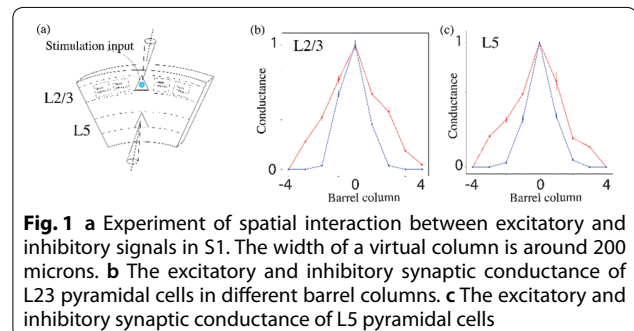 (a)
Stimulation input
L2/3
L5
(b)
L2/3
1
Conductance
0
-4
0
4
Barrel column
(c)
L5
1
Conductance
0
-4
0
4
Barrel column
Fig. 1 a Experiment of spatial interaction between excitatory and
inhibitory signals in S1. The width of a virtual column is around 200
microns. b The excitatory and inhibitory synaptic conductance of
L23 pyramidal cells in different barrel columns. c The excitatory and
inhibitory synaptic conductance of L5 pyramidal cells